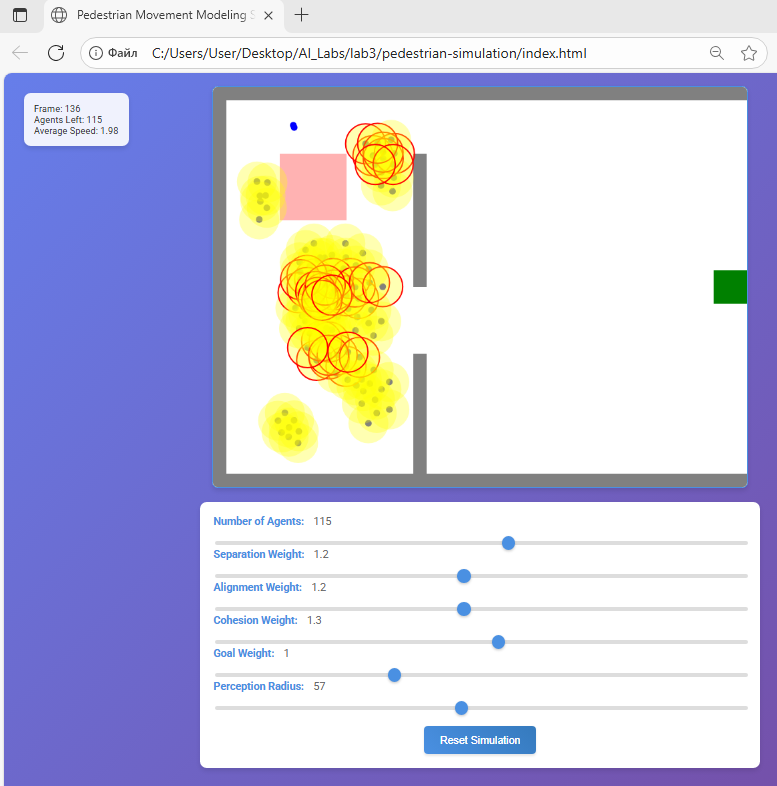 Pedestrian Movement Modeling S
Файл
C:/Users/User/Desktop/AI_Labs/lab3/pedestrian-simulation/index.html
Frame: 136
Agents Left: 115
Average Speed: 1.98
Number of Agents: 115
Separation Weight: 1.2
Alignment Weight: 1.2
Cohesion Weight: 1.3
Goal Weight: 1
Perception Radius: 57
Reset Simulation